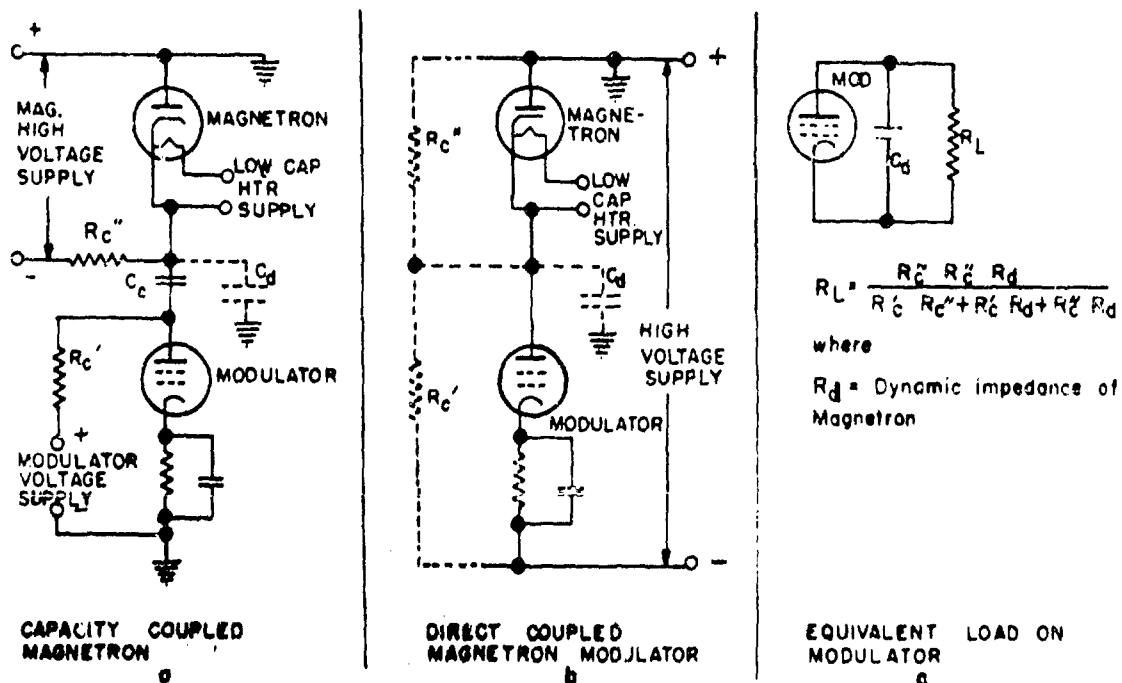 +
MAG.
HIGH
VOLTAGE
SUPPLY
MAGNETRON
LOW CAP
HTR
SUPPLY
Rc"
-
Cc
Cd
Rc'
MODULATOR
+
MODULATOR
VOLTAGE
SUPPLY
-
CAPACITY COUPLED
MAGNETRON
a
+
Rc"
MAGNE-
TRON
LOW
CAP
HTR.
SUPPLY
Cd
HIGH
VOLTAGE
SUPPLY
Rc'
MODULATOR
-
DIRECT COUPLED
MAGNETRON MODULATOR
b
MOD
Cd
RL
RL = Rc" Rc" Rd
Rc' Rc" + Rc' Rd + Rc" Rd
where
Rd = Dynamic impedance of
Magnetron
EQUIVALENT LOAD ON
MODULATOR